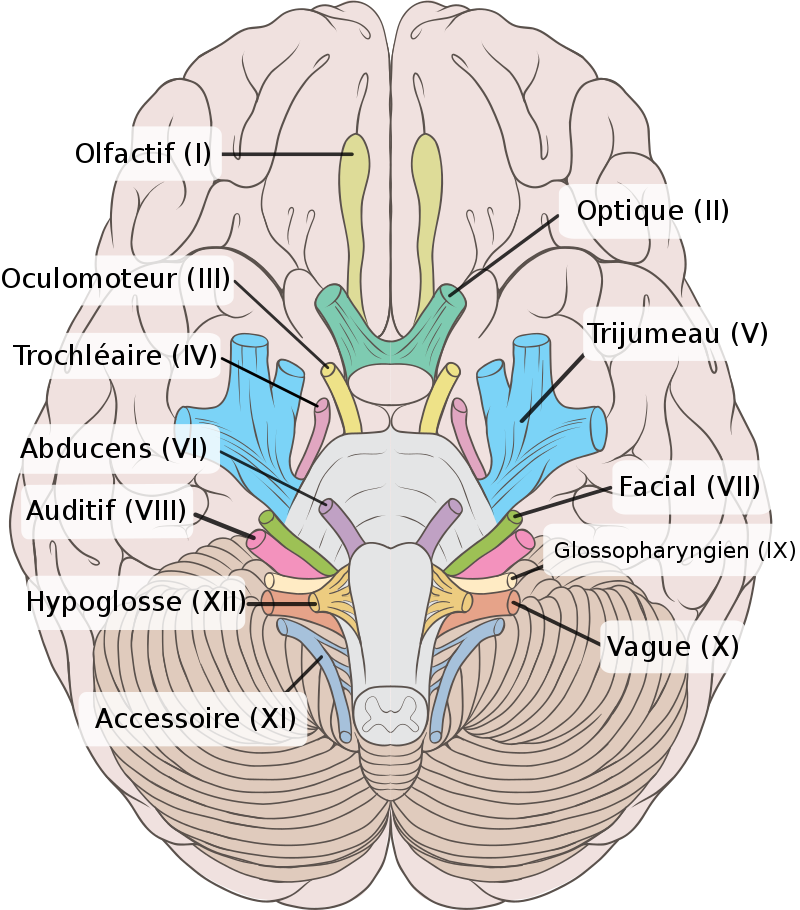 Olfactif (I)
Optique (II)
Oculomoteur (III)
Trijumeau (V)
Trochléaire (IV)
Abducens (VI)
Facial (VII)
Auditif (VIII)
Glossopharyngien (IX)
Hypoglosse (XII)
Vague (X)
Accessoire (XI)